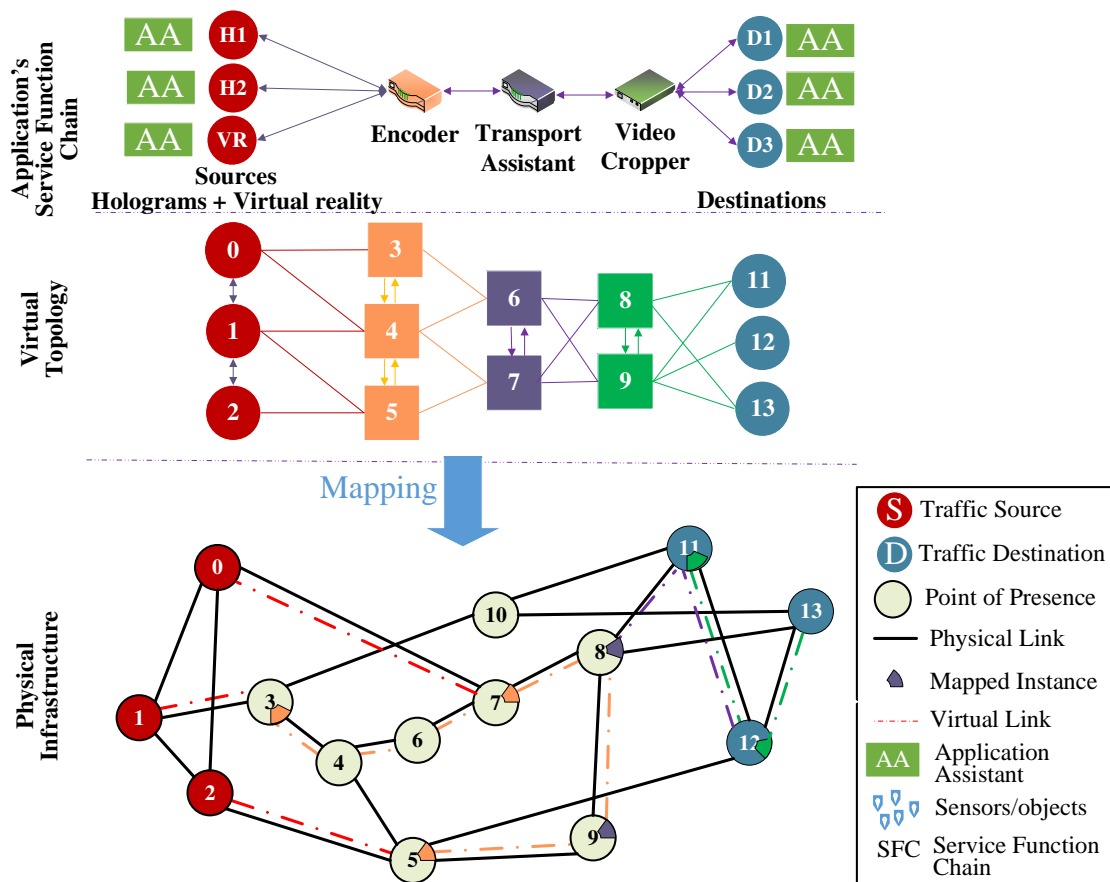 Application's
Service Function
Chain
AA
H1
AA
H2
AA
VR
Sources
Holograms + Virtual reality
Encoder
Transport
Assistant
Video
Cropper
D1
AA
D2
AA
D3
AA
Destinations
Virtual
Topology
0
1
2
3
4
5
6
7
8
9
11
12
13
Mapping
Physical
Infrastructure
0
1
2
3
4
5
6
7
8
9
10
11
12
13
S
Traffic Source
D
Traffic Destination
Point of Presence
Physical Link
Mapped Instance
Virtual Link
AA
Application
Assistant
Sensors/objects
SFC
Service Function
Chain